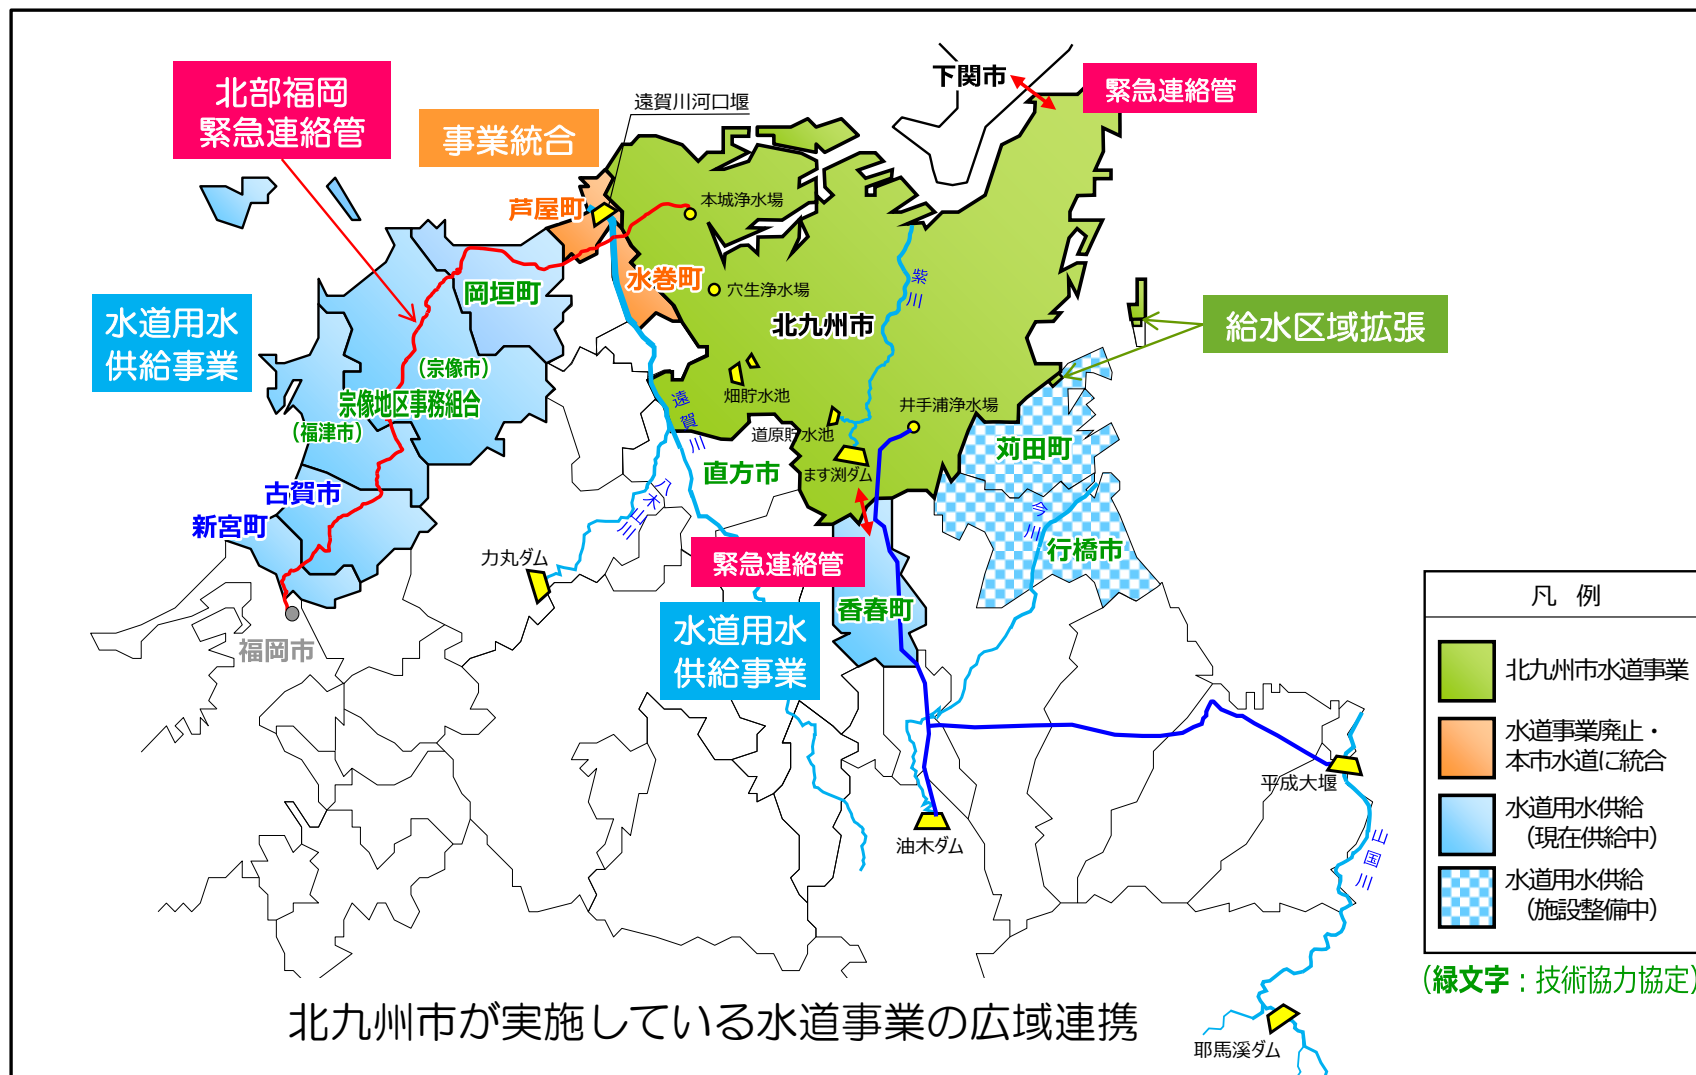 北部福岡
緊急連絡管
事業統合
遠賀川河口堰
下関市
緊急連絡管
芦屋町
本城浄水場
水巻町
岡垣町
穴生浄水場
北九州市
紫川
水道用水
供給事業
給水区域拡張
(宗像市)
宗像地区事務組合
(福津市)
畑貯水池
遠賀川
道原貯水池
井手浦浄水場
ます渕ダム
苅田町
直方市
古賀市
新宮町
八木山川
今川
行橋市
力丸ダム
緊急連絡管
香春町
水道用水
供給事業
福岡市
平成大堰
油木ダム
山国川
耶馬溪ダム
凡 例
北九州市水道事業
水道事業廃止・
本市水道に統合
水道用水供給
(現在供給中)
水道用水供給
(施設整備中)
(緑文字:技術協力協定)
北九州市が実施している水道事業の広域連携